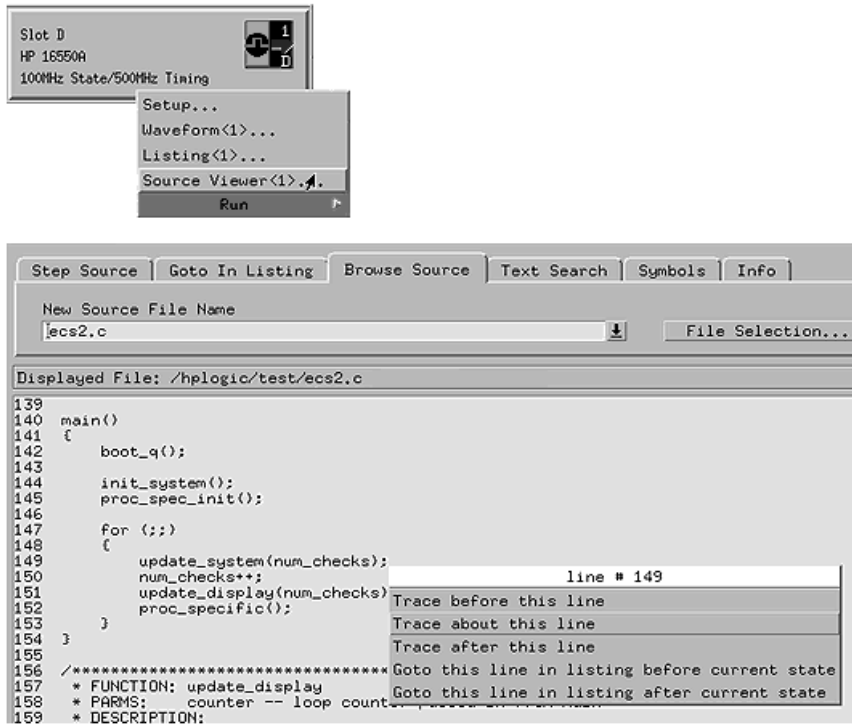 Slot D
HP 16550A
100MHz State/500MHz Timing
1
D
Setup...
Waveform<1>...
Listing<1>...
Source Viewer<1>...
Run
Step Source
Goto In Listing
Browse Source
Text Search
Symbols
Info
New Source File Name
ecs2.c
File Selection...
Displayed File: /hplogic/test/ecs2.c
139
140 main()
141 {
142 boot_q();
143
144 init_system();
145 proc_spec_init();
146
147 for (;;)
148 {
149 update_system(num_checks);
150 num_checks++;
151 update_display(num_checks)
152 proc_specific();
153 }
154 }
155
156 /*********************************
157 * FUNCTION: update_display
158 * PARMS: counter -- loop count
159 * DESCRIPTION:
line # 149
Trace before this line
Trace about this line
Trace after this line
Goto this line in listing before current state
Goto this line in listing after current state